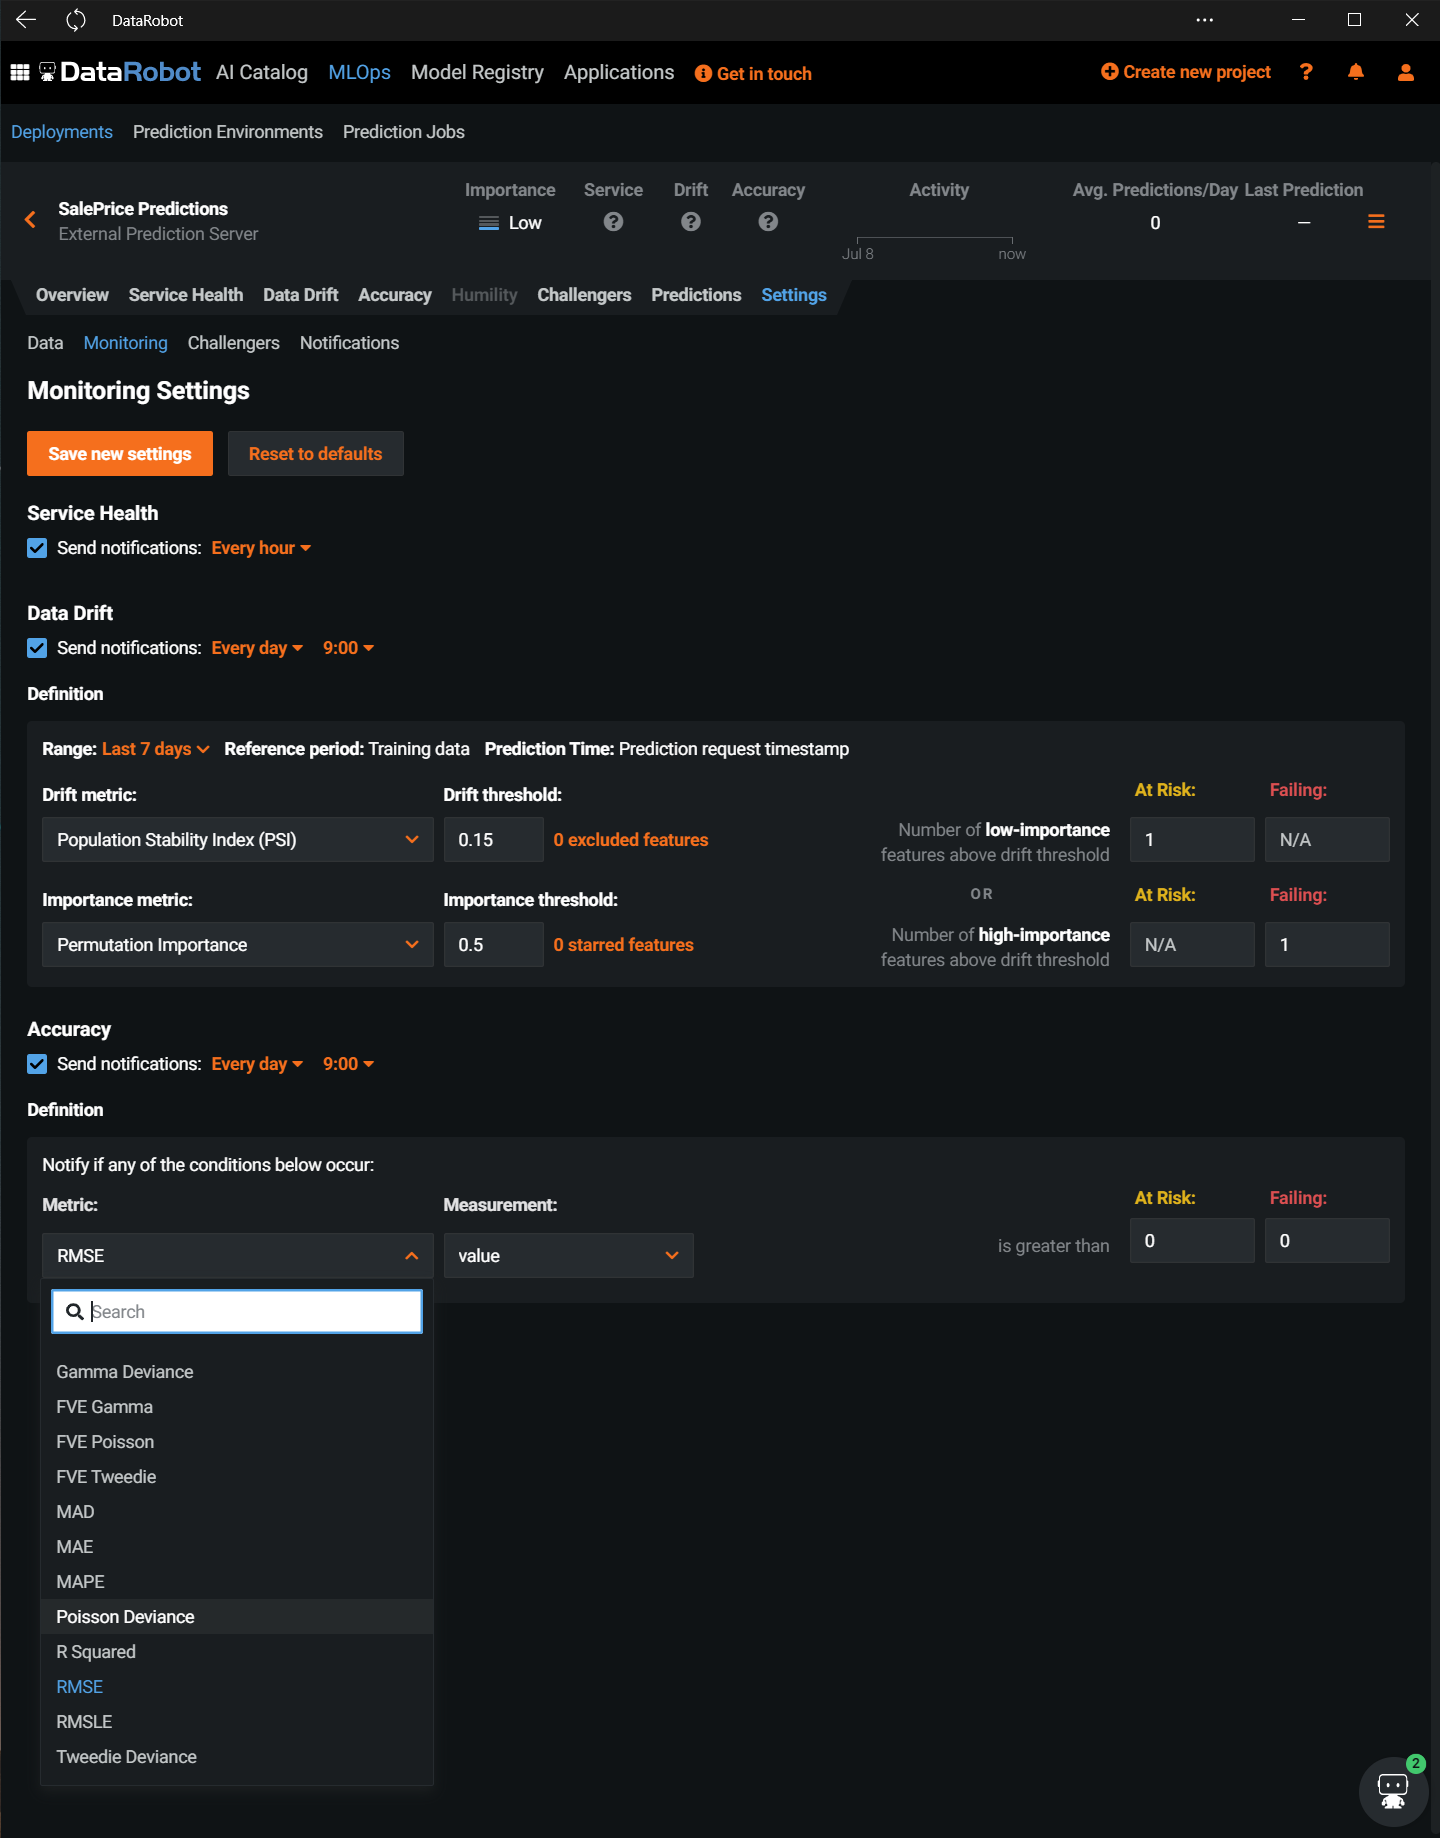 DataRobot
DataRobot AI Catalog MLOps Model Registry Applications Get in touch Create new project ?
Deployments Prediction Environments Prediction Jobs
Importance Service Drift Accuracy Activity Avg. Predictions/Day Last Prediction
SalePrice Predictions
External Prediction Server
Low ? ? ? 0 —
Jul 8 now
Overview Service Health Data Drift Accuracy Humility Challengers Predictions Settings
Data Monitoring Challengers Notifications
Monitoring Settings
Save new settings Reset to defaults
Service Health
Send notifications: Every hour
Data Drift
Send notifications: Every day 9:00
Definition
Range: Last 7 days Reference period: Training data Prediction Time: Prediction request timestamp
Drift metric: Drift threshold: At Risk: Failing:
Population Stability Index (PSI) 0.15 0 excluded features Number of low-importance 1 N/A
features above drift threshold
OR
Importance metric: Importance threshold: At Risk: Failing:
Permutation Importance 0.5 0 starred features Number of high-importance N/A 1
features above drift threshold
Accuracy
Send notifications: Every day 9:00
Definition
Notify if any of the conditions below occur:
Metric: Measurement: At Risk: Failing:
RMSE value is greater than 0 0
Search
Gamma Deviance
FVE Gamma
FVE Poisson
FVE Tweedie
MAD
MAE
MAPE
Poisson Deviance
R Squared
RMSE
RMSLE
Tweedie Deviance
2